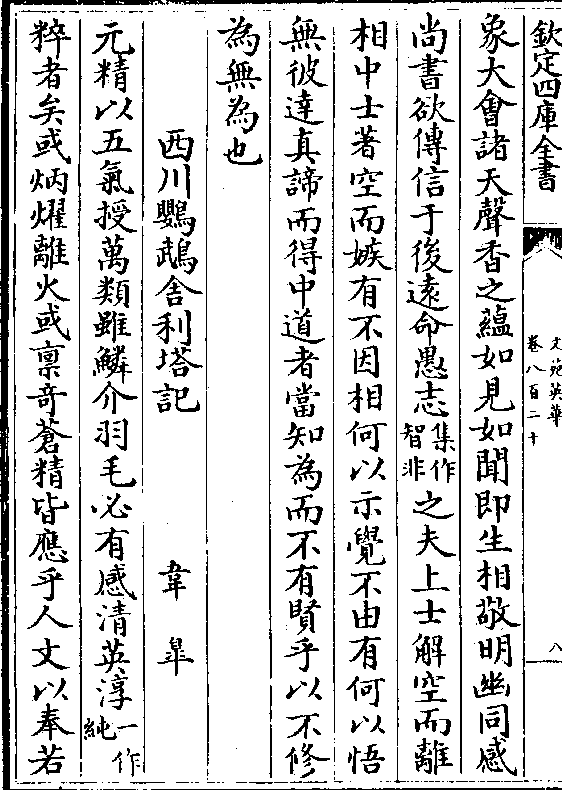 欽定四庫全書
文苑英華
卷八百二十
八
象大會諸天聲香之蘊如見如聞即生相敬明幽同感
尚書欲傳信于後遠命愚志集作智非之夫上士解空而離
相中士著空而嫉有不因相何以示覺不由有何以悟
無彼達真諦而得中道者當知為而不有賢乎以不修
為無為也
西川鸚鵡舍利塔記
韋臯
元精以五氣授萬類雖鱗介羽毛必有感清英淳一作純
粹者矣或炳燿離火或禀奇蒼精皆應乎人文以奉若